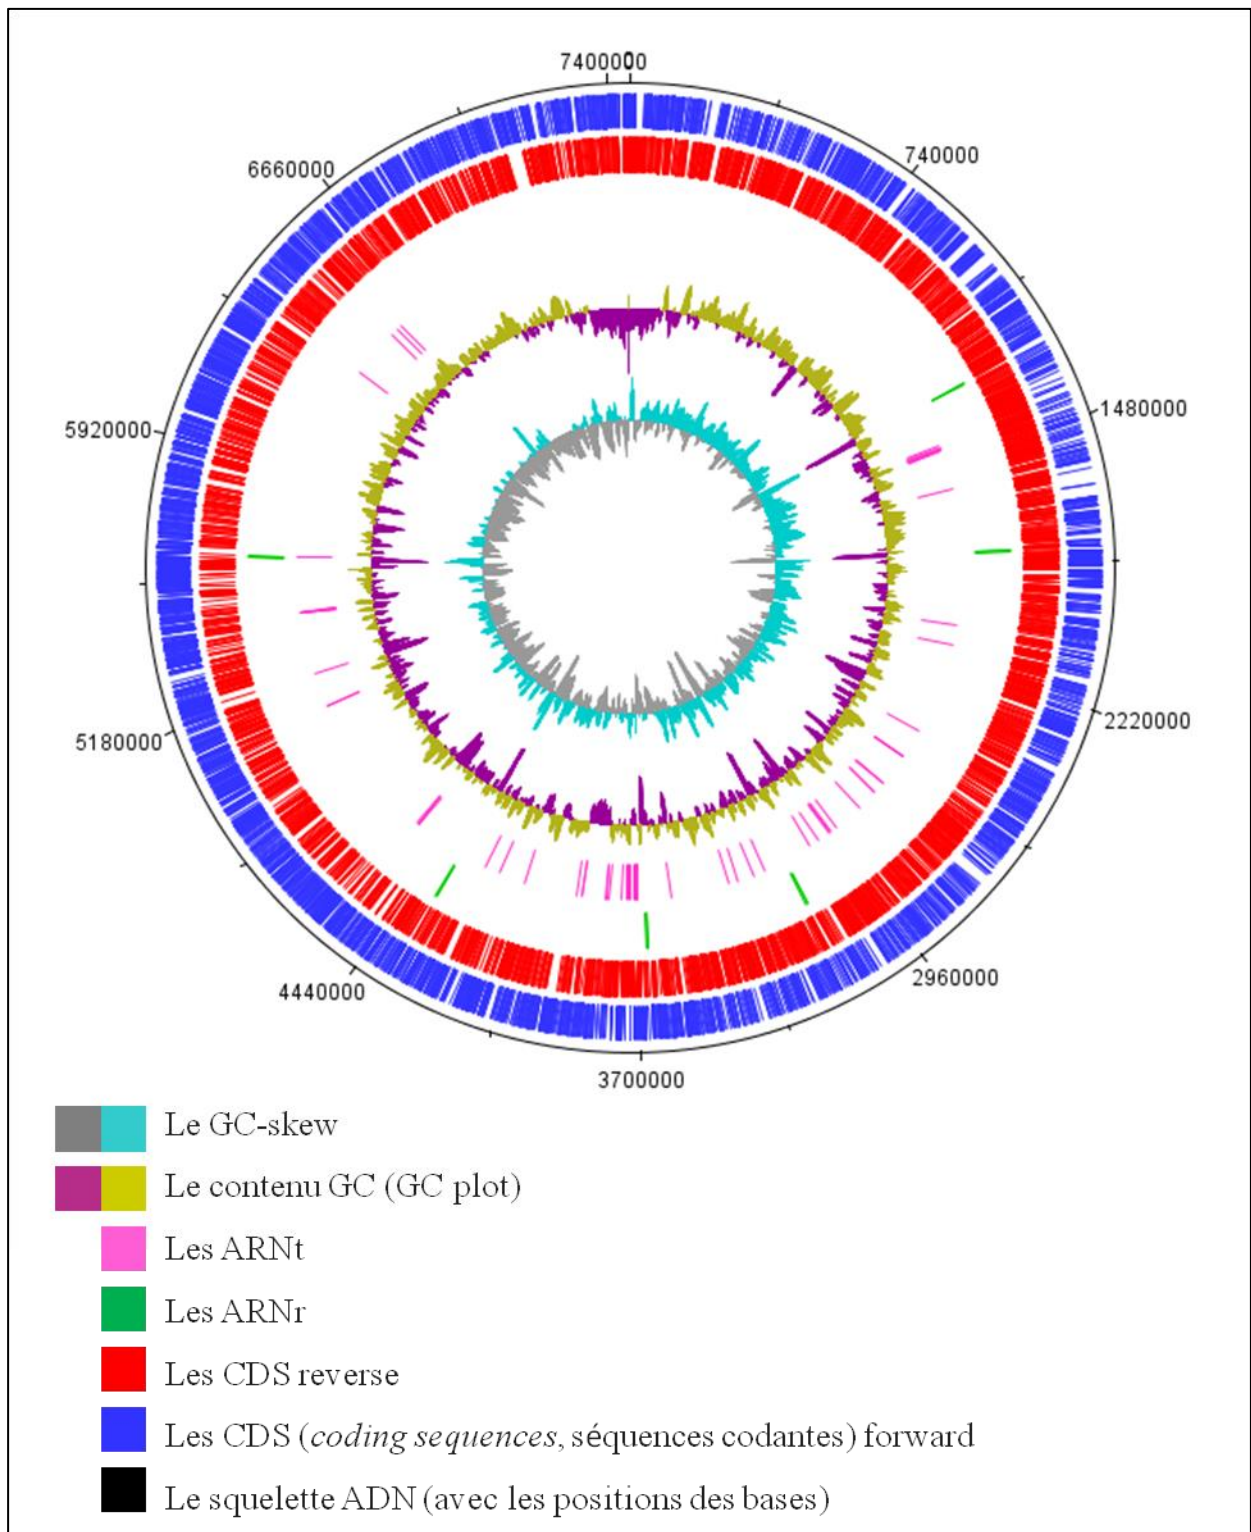 7400000
0
740000
6660000
1480000
5920000
2220000
5180000
2960000
4440000
3700000
Le GC-skew
Le contenu GC (GC plot)
Les ARNt
Les ARNr
Les CDS reverse
Les CDS (coding sequences, séquences codantes) forward
Le squelette ADN (avec les positions des bases)